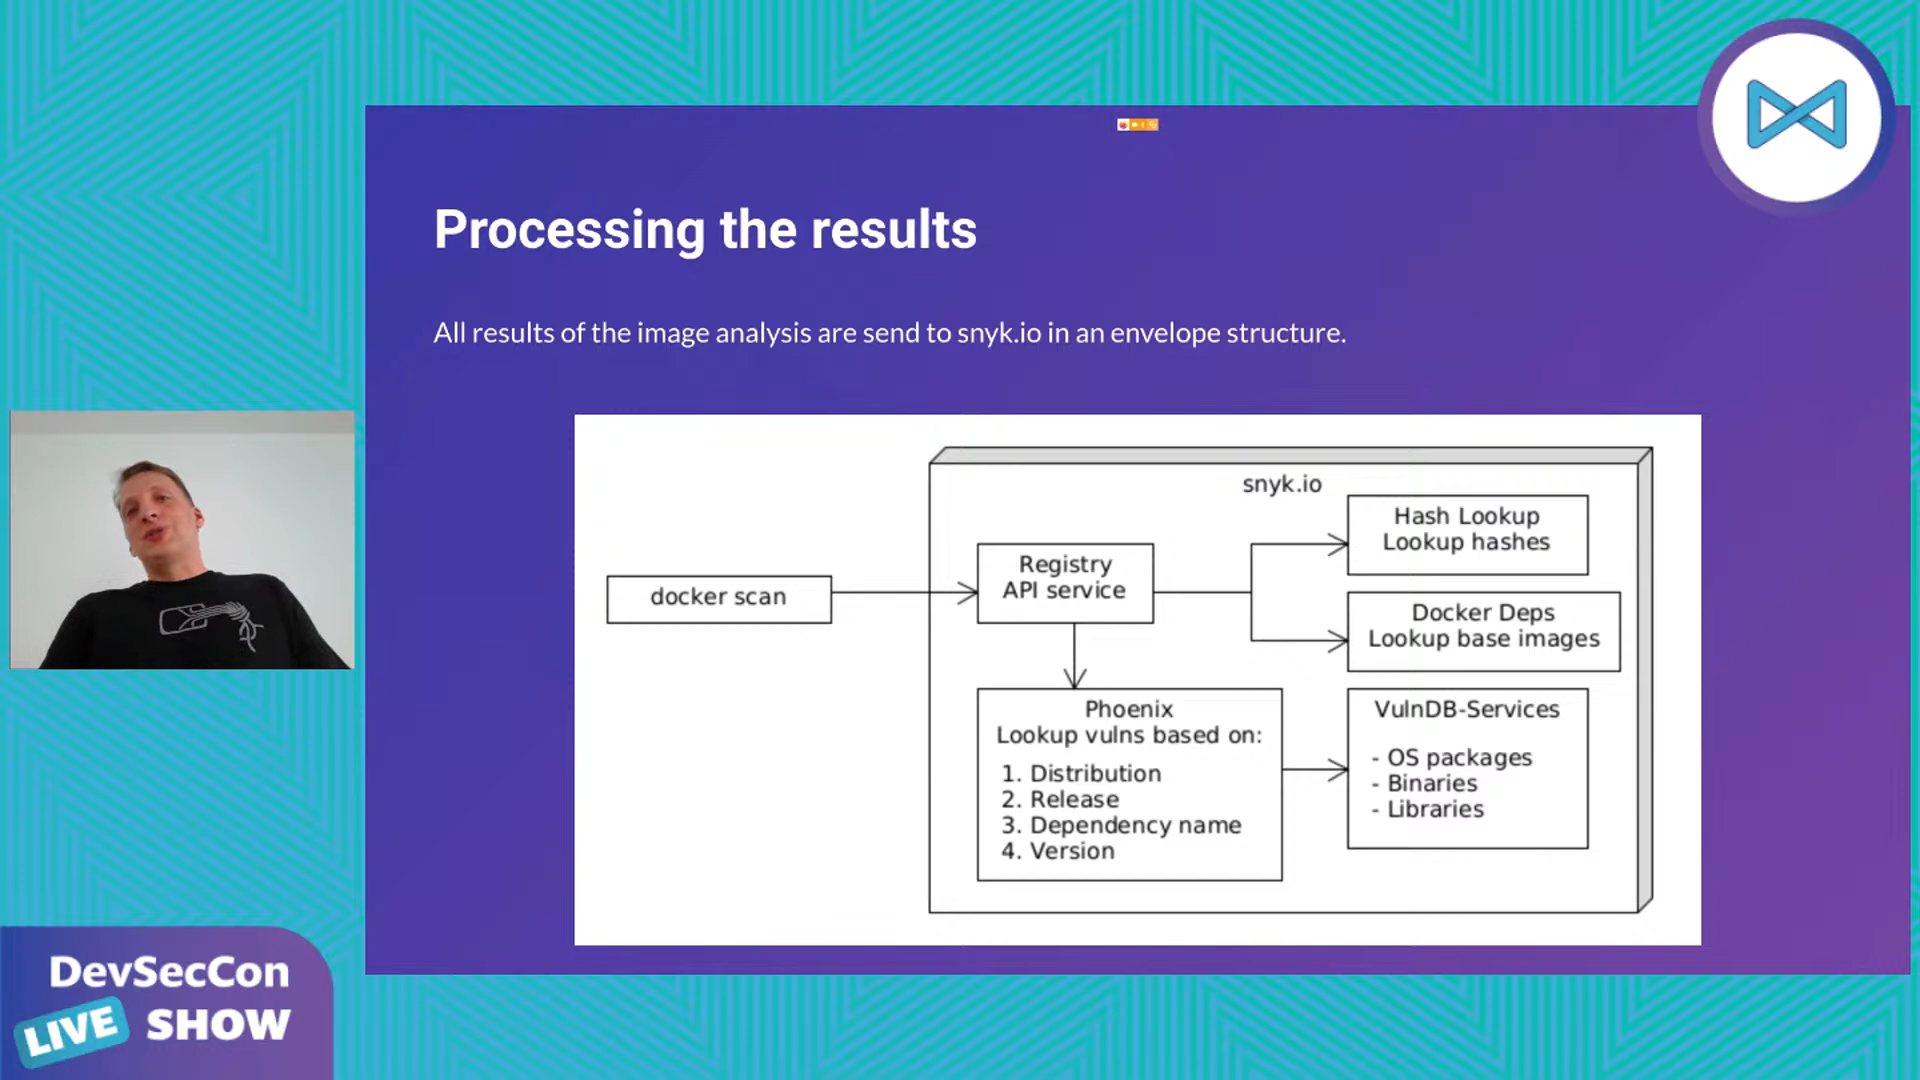 Processing the results
All results of the image analysis are send to snyk.io in an envelope structure.
snyk.io
docker scan
Registry
API service
Hash Lookup
Lookup hashes
Docker Deps
Lookup base images
Phoenix
Lookup vulns based on:
1. Distribution
2. Release
3. Dependency name
4. Version
VulnDB-Services
- OS packages
- Binaries
- Libraries
DevSecCon
LIVE SHOW